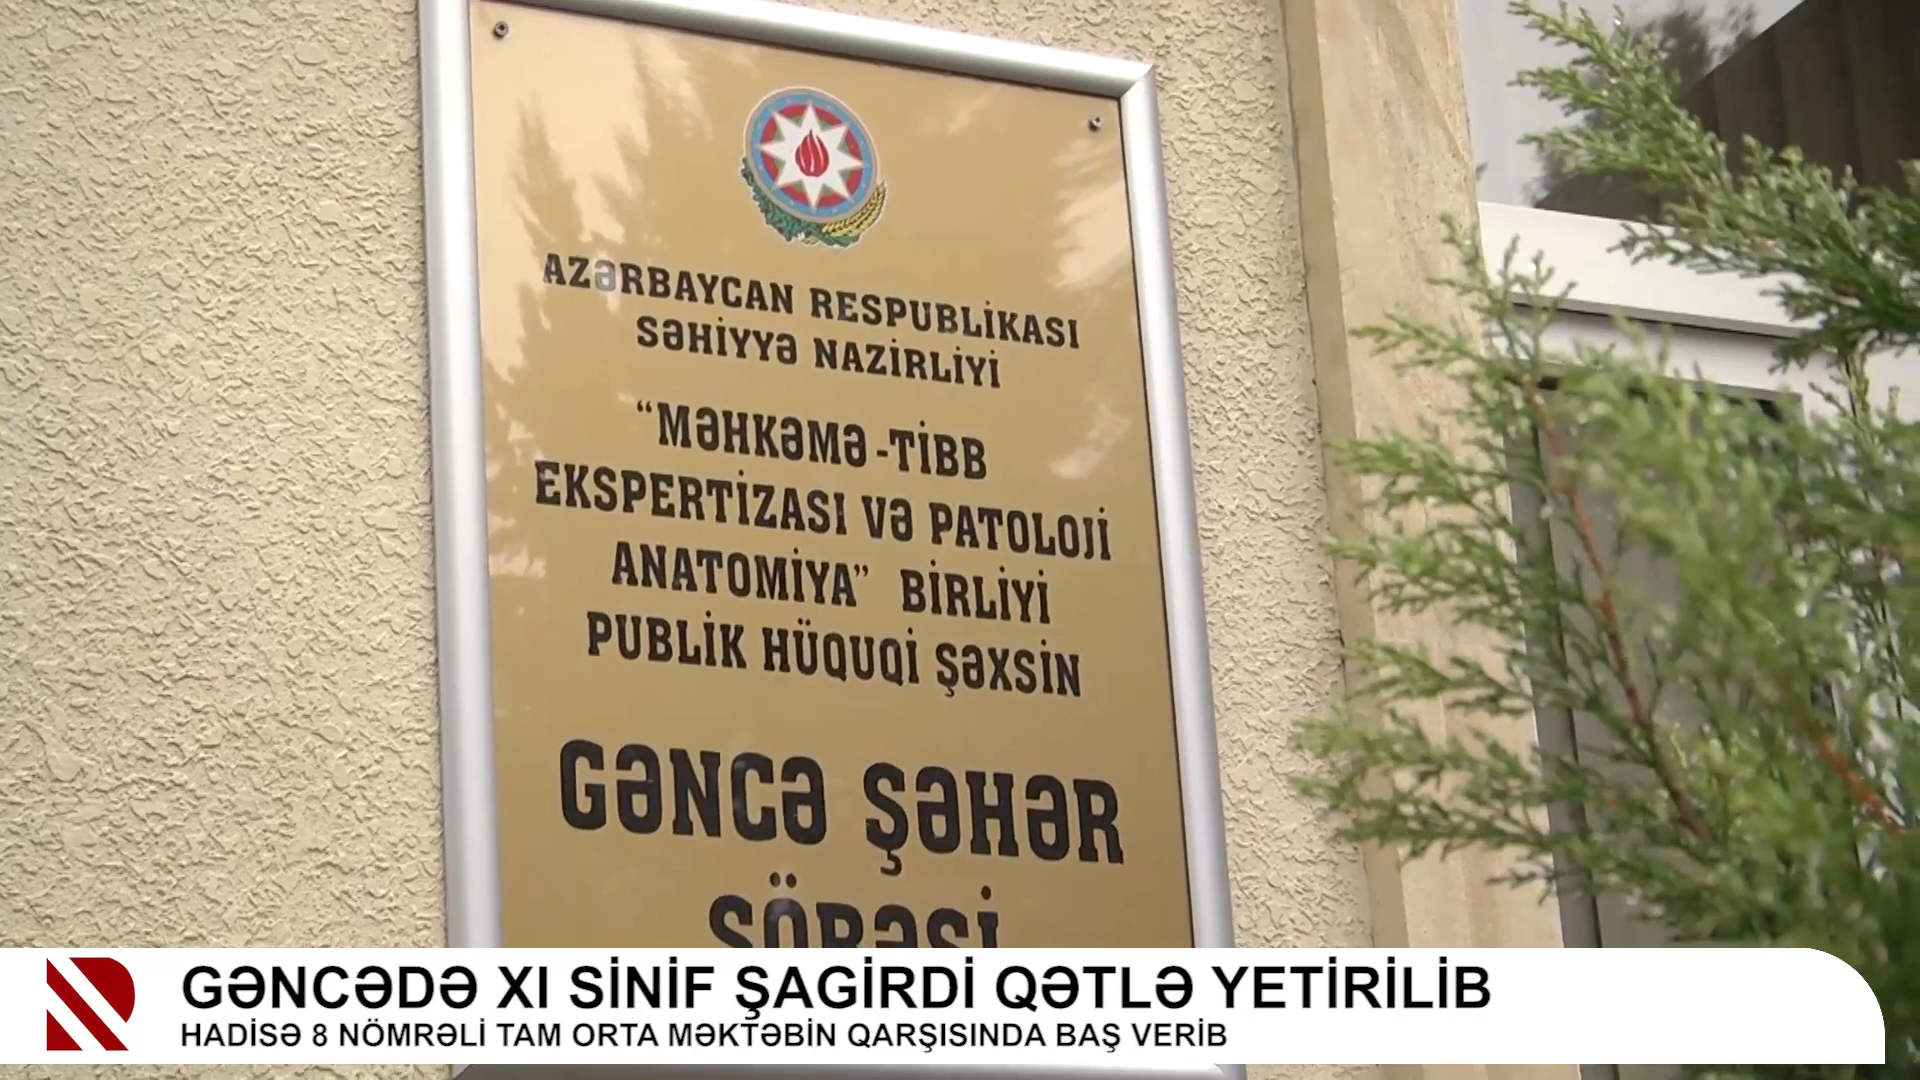 AZƏRBAYCAN RESPUBLİKASI
SƏHİYYƏ NAZİRLİYİ
“MƏHKƏMƏ-TİBB
EKSPERTİZASI VƏ PATOLOJİ
ANATOMİYA” BİRLİYİ
PUBLİK HÜQUQİ ŞƏXSİN
GƏNCƏ ŞƏHƏR
ŞÖBƏSİ
GƏNCƏDƏ XI SİNİF ŞAGİRDİ QƏTLƏ YETİRİLİB
HADİSƏ 8 NÖMRƏLİ TAM ORTA MƏKTƏBİN QARŞISINDA BAŞ VERİB